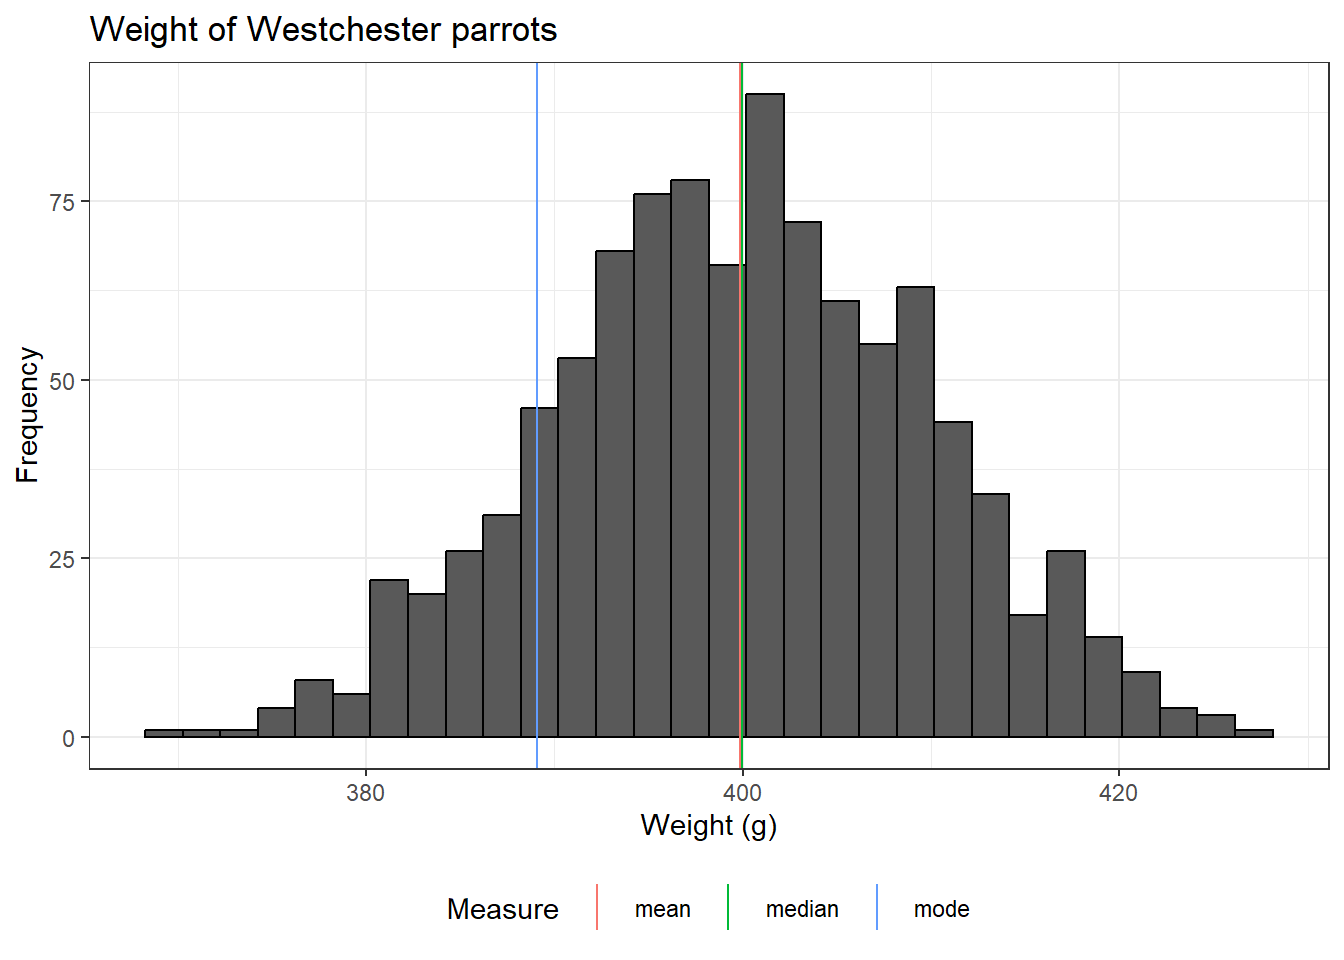 Weight of Westchester parrots
Frequency
75
50
25
0
380 400 420
Weight (g)
Measure mean median mode